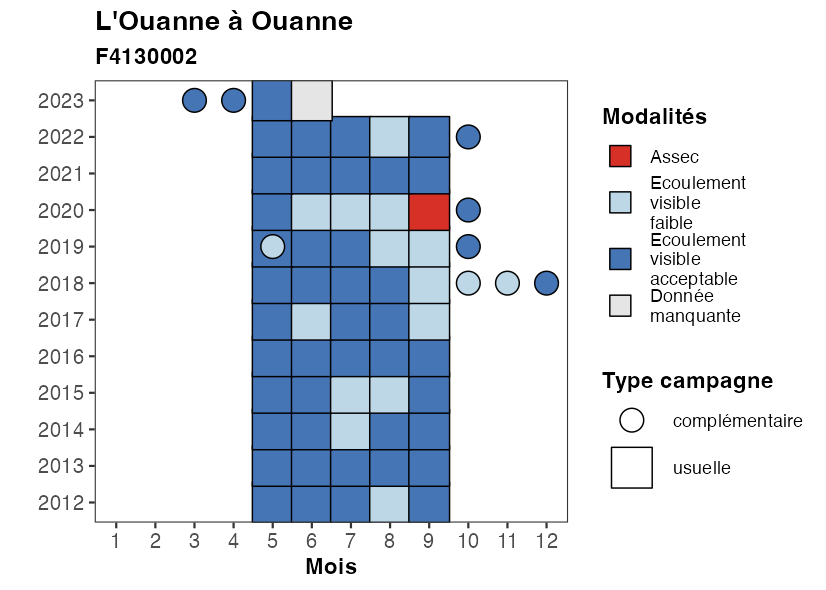 L'Ouanne à Ouanne
F4130002
2023
2022
2021
2020
2019
2018
2017
2016
2015
2014
2013
2012
1 2 3 4 5 6 7 8 9 10 11 12
Mois
Modalités
Assec
Ecoulement
visible
faible
Ecoulement
visible
acceptable
Donnée
manquante
Type campagne
complémentaire
usuelle